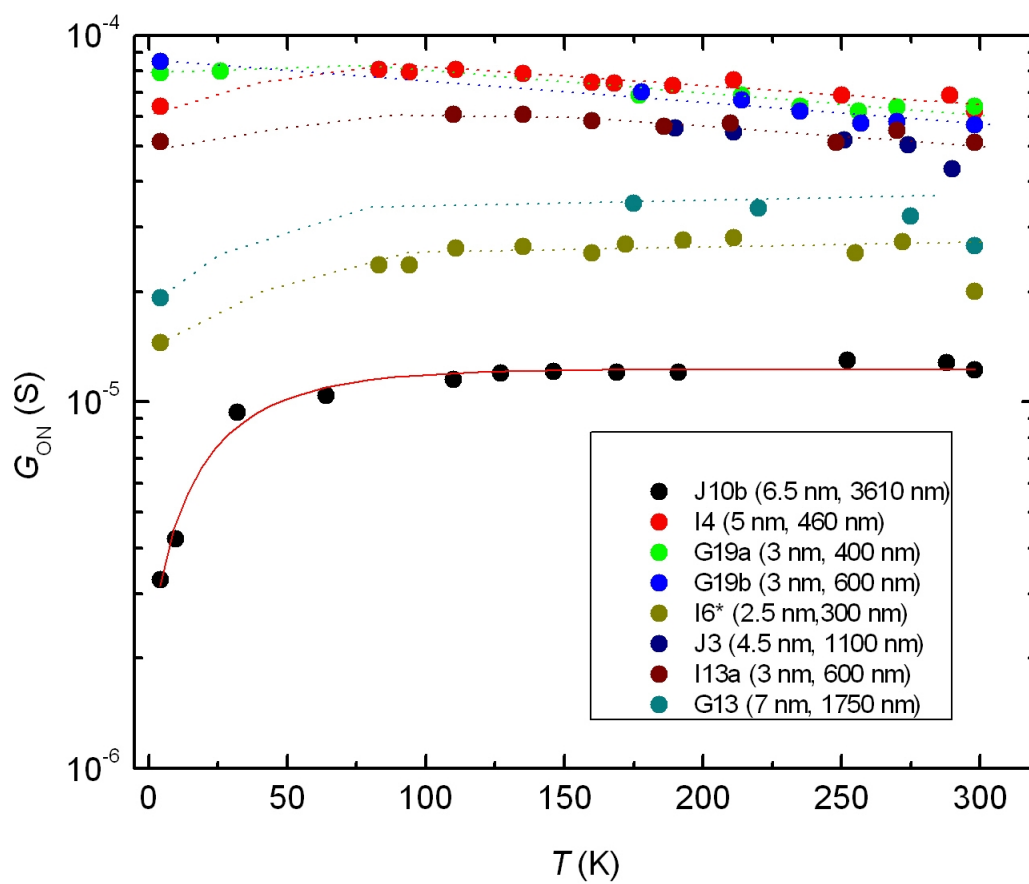 10⁻⁴
10⁻⁵
10⁻⁶
G_ON (S)
J10b (6.5 nm, 3610 nm)
I4 (5 nm, 460 nm)
G19a (3 nm, 400 nm)
G19b (3 nm, 600 nm)
I6* (2.5 nm,300 nm)
J3 (4.5 nm, 1100 nm)
I13a (3 nm, 600 nm)
G13 (7 nm, 1750 nm)
0 50 100 150 200 250 300
T (K)